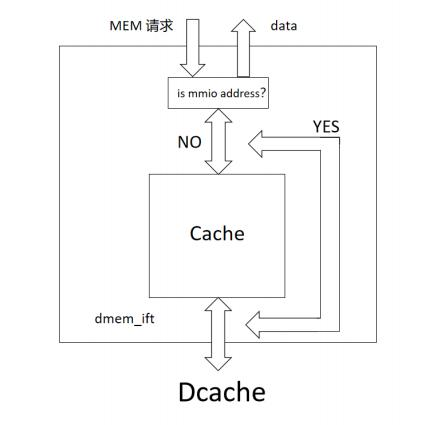 MEM 请求
data
is mmio address?
NO
YES
Cache
dmem_ift
Dcache